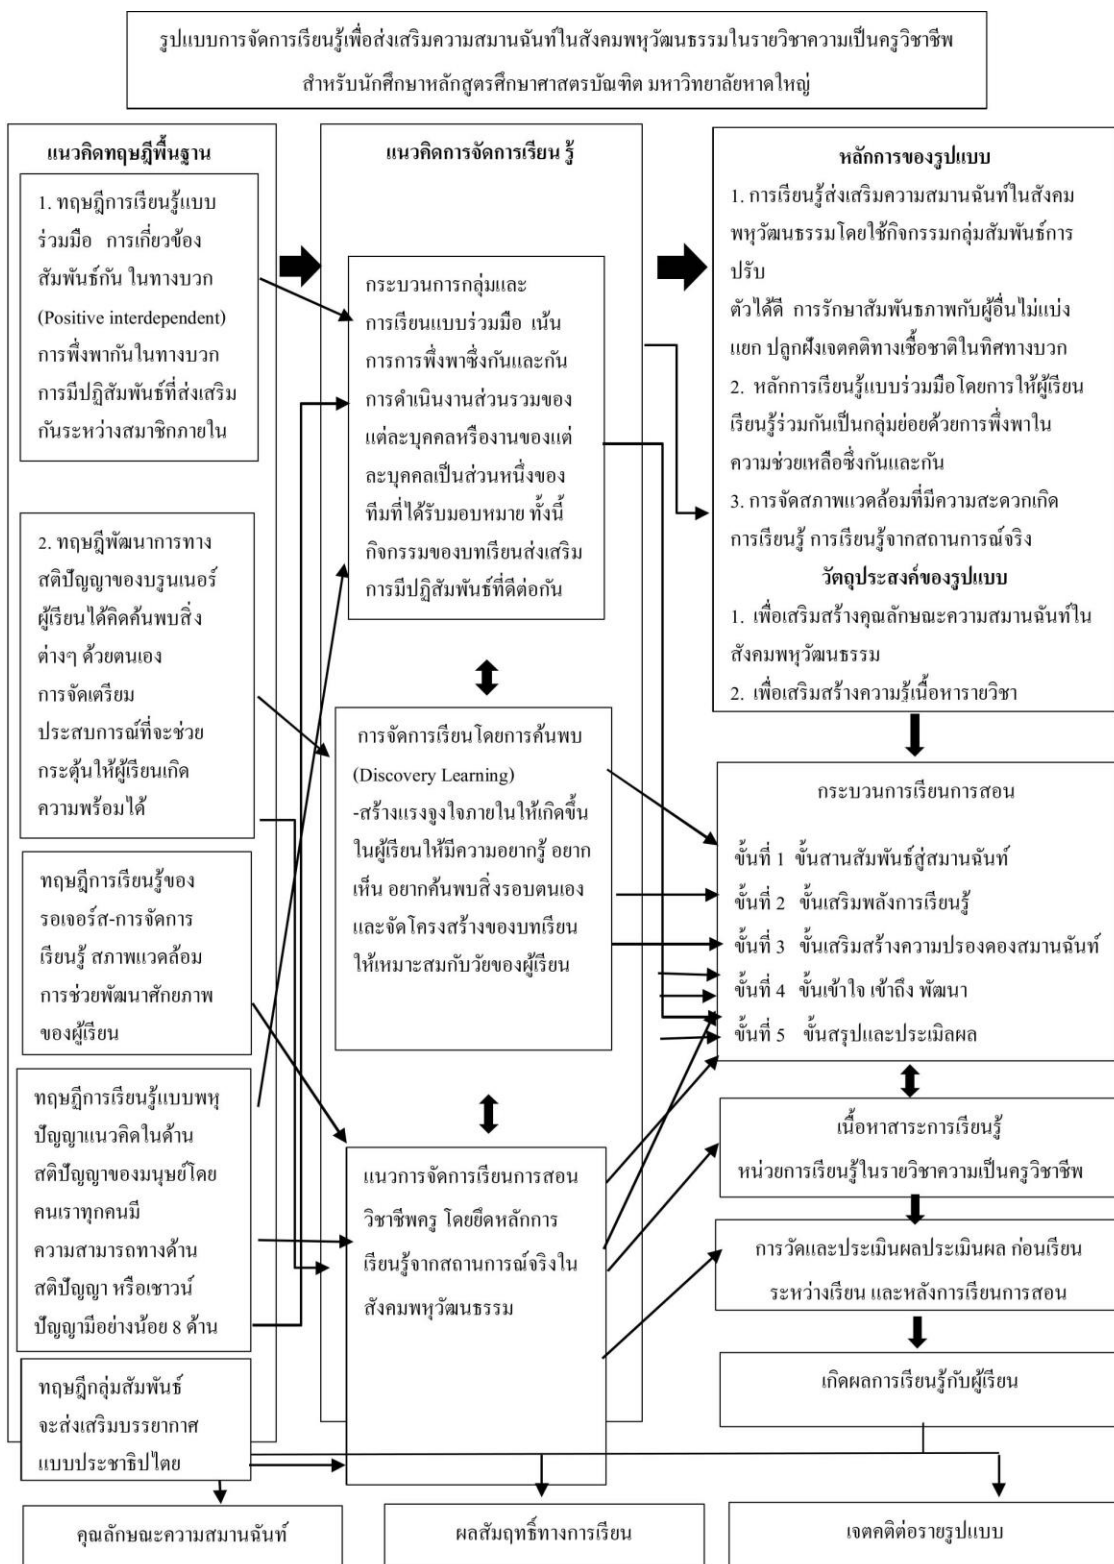 รูปแบบการจัดการเรียนรู้เพื่อส่งเสริมความสมานฉันท์ในสังคมพหุวัฒนธรรมในรายวิชาความเป็นครูวิชาชีพ
สำหรับนักศึกษาหลักสูตรศึกษาศาสตรบัณฑิต มหาวิทยาลัยหาดใหญ่
แนวคิดทฤษฎีพื้นฐาน
1. ทฤษฎีการเรียนรู้แบบ
ร่วมมือ การเกี่ยวข้อง
สัมพันธ์กัน ในทางบวก
(Positive interdependent)
การพึ่งพากันในทางบวก
การมีปฏิสัมพันธ์ที่ส่งเสริม
กันระหว่างสมาชิกภายใน
2. ทฤษฎีพัฒนาการทาง
สติปัญญาของบรูนเนอร์
ผู้เรียนได้คิดค้นพบสิ่ง
ต่างๆ ด้วยตนเอง
การจัดเตรียม
ประสบการณ์ที่จะช่วย
กระตุ้นให้ผู้เรียนเกิด
ความพร้อมได้
ทฤษฎีการเรียนรู้ของ
รอเจอร์ส-การจัดการ
เรียนรู้ สภาพแวดล้อม
การช่วยพัฒนาศักยภาพ
ของผู้เรียน
ทฤษฎีการเรียนรู้แบบพหุ
ปัญญาแนวคิดในด้าน
สติปัญญาของมนุษย์โดย
คนเราทุกคนมี
ความสามารถทางด้าน
สติปัญญา หรือเชาวน์
ปัญญามีอย่างน้อย 8 ด้าน
ทฤษฎีกลุ่มสัมพันธ์
จะส่งเสริมบรรยากาศ
แบบประชาธิปไตย
แนวคิดการจัดการเรียน รู้
กระบวนการกลุ่มและ
การเรียนแบบร่วมมือ เน้น
การการพึ่งพาซึ่งกันและกัน
การดำเนินงานส่วนรวมของ
แต่ละบุคคลหรืองานของแต่
ละบุคคลเป็นส่วนหนึ่งของ
ทีมที่ได้รับมอบหมาย ทั้งนี้
กิจกรรมของบทเรียนส่งเสริม
การมีปฏิสัมพันธ์ที่ดีต่อกัน
การจัดการเรียนโดยการค้นพบ
(Discovery Learning)
-สร้างแรงจูงใจภายในให้เกิดขึ้น
ในผู้เรียนให้มีความอยากรู้ อยาก
เห็น อยากค้นพบสิ่งรอบตนเอง
และจัดโครงสร้างของบทเรียน
ให้เหมาะสมกับวัยของผู้เรียน
แนวการจัดการเรียนการสอน
วิชาชีพครู โดยยึดหลักการ
เรียนรู้จากสถานการณ์จริงใน
สังคมพหุวัฒนธรรม
หลักการของรูปแบบ
1. การเรียนรู้ส่งเสริมความสมานฉันท์ในสังคม
พหุวัฒนธรรมโดยใช้กิจกรรมกลุ่มสัมพันธ์การ
ปรับ
ตัวได้ดี การรักษาสัมพันธภาพกับผู้อื่นไม่แบ่ง
แยก ปลูกฝังเจตคติทางเชื้อชาติในทิศทางบวก
2. หลักการเรียนรู้แบบร่วมมือโดยการให้ผู้เรียน
เรียนรู้ร่วมกันเป็นกลุ่มย่อยด้วยการพึ่งพาใน
ความช่วยเหลือซึ่งกันและกัน
3. การจัดสภาพแวดล้อมที่มีความสะดวกเกิด
การเรียนรู้ การเรียนรู้จากสถานการณ์จริง
วัตถุประสงค์ของรูปแบบ
1. เพื่อเสริมสร้างคุณลักษณะความสมานฉันท์ใน
สังคมพหุวัฒนธรรม
2. เพื่อเสริมสร้างความรู้เนื้อหารายวิชา
กระบวนการเรียนการสอน
ขั้นที่ 1 ขั้นสานสัมพันธ์สู่สมานฉันท์
ขั้นที่ 2 ขั้นเสริมพลังการเรียนรู้
ขั้นที่ 3 ขั้นเสริมสร้างความปรองดองสมานฉันท์
ขั้นที่ 4 ขั้นเข้าใจ เข้าถึง พัฒนา
ขั้นที่ 5 ขั้นสรุปและประเมิลผล
เนื้อหาสาระการเรียนรู้
หน่วยการเรียนรู้ในรายวิชาความเป็นครูวิชาชีพ
การวัดและประเมินผลประเมินผล ก่อนเรียน
ระหว่างเรียน และหลังการเรียนการสอน
เกิดผลการเรียนรู้กับผู้เรียน
คุณลักษณะความสมานฉันท์
ผลสัมฤทธิ์ทางการเรียน
เจตคติต่อรายรูปแบบ